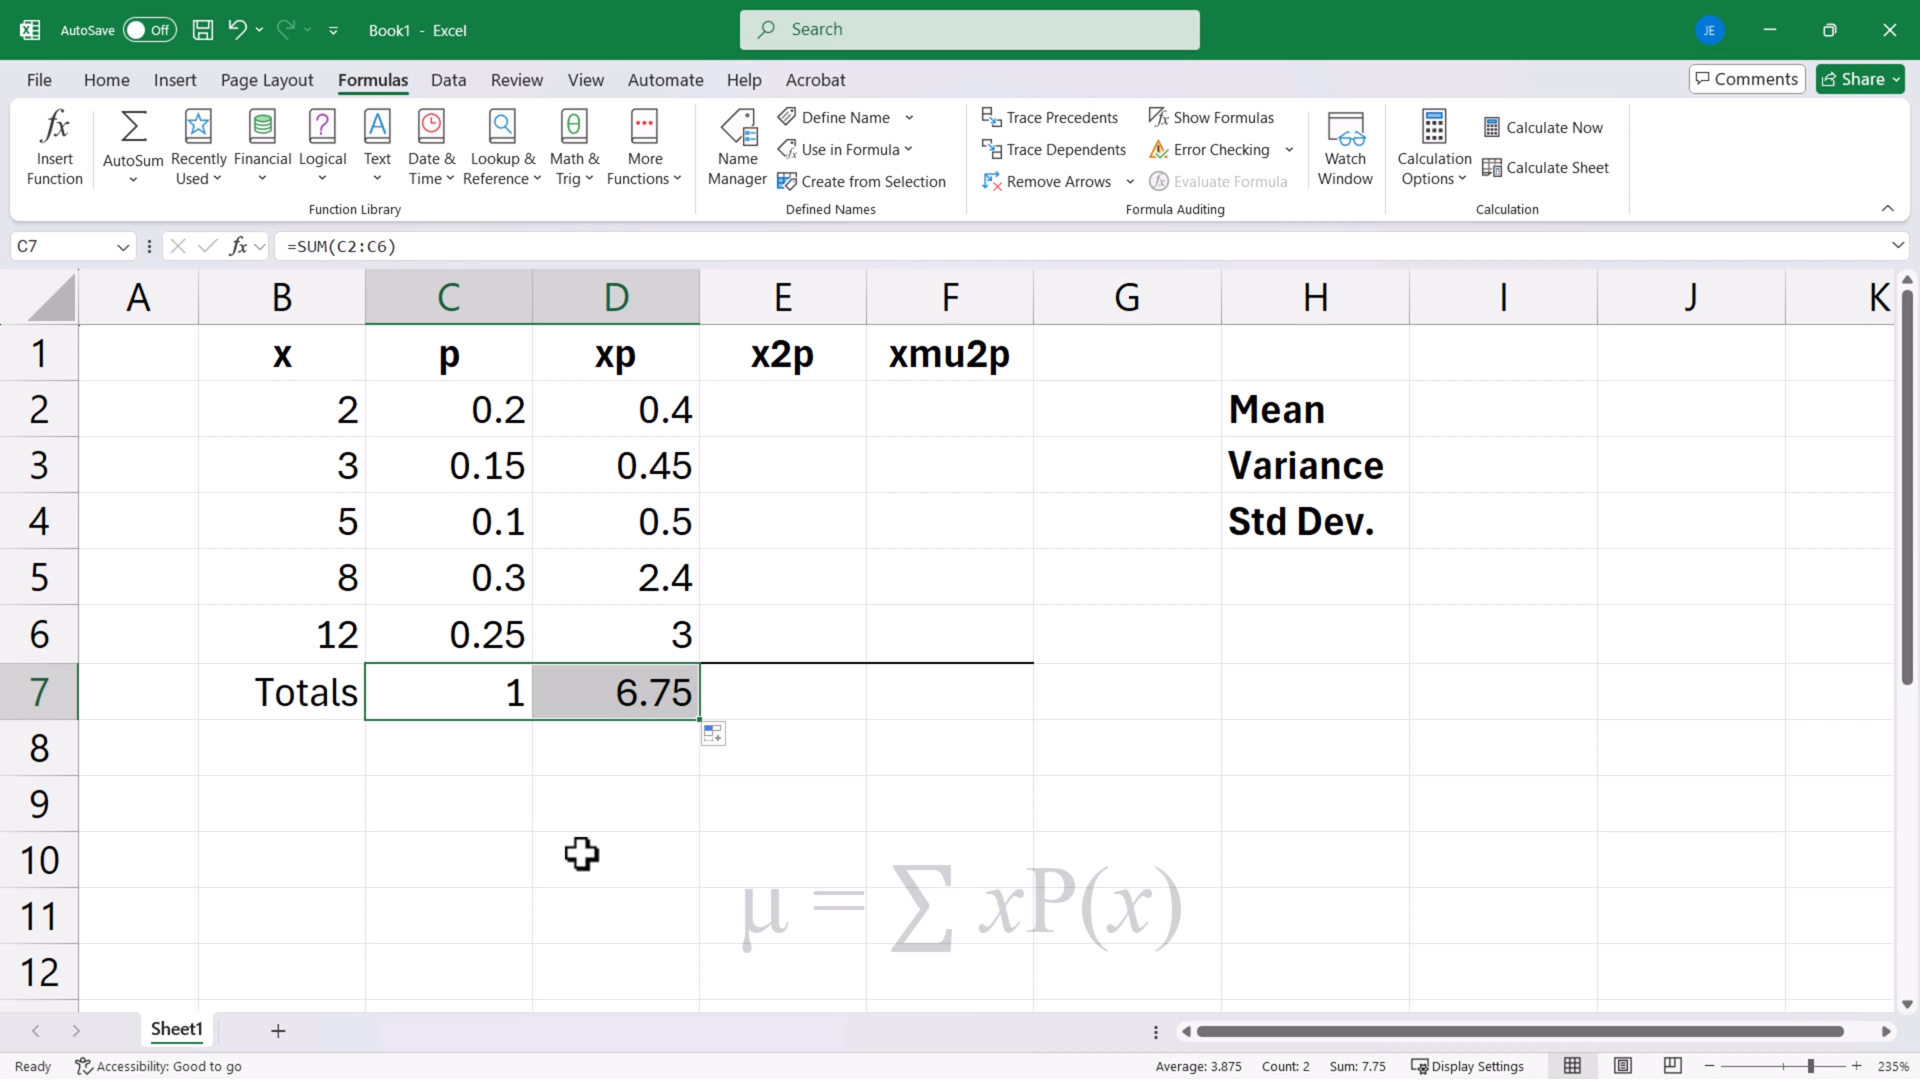 AutoSave Off Book1 - Excel Search JE
File Home Insert Page Layout Formulas Data Review View Automate Help Acrobat Comments Share
Insert Function
AutoSum
Recently Used
Financial
Logical
Text
Date & Time
Lookup & Reference
Math & Trig
More Functions
Function Library
Name Manager
Define Name
Use in Formula
Create from Selection
Defined Names
Trace Precedents
Trace Dependents
Remove Arrows
Show Formulas
Error Checking
Evaluate Formula
Formula Auditing
Watch Window
Calculation Options
Calculate Now
Calculate Sheet
Calculation
C7 fx =SUM(C2:C6)
A B C D E F G H I J K
1 x p xp x2p xmu2p
2 2 0.2 0.4 Mean
3 3 0.15 0.45 Variance
4 5 0.1 0.5 Std Dev.
5 8 0.3 2.4
6 12 0.25 3
7 Totals 1 6.75
8
9
10
11
12
μ = ∑ xP(x)
Sheet1
Ready Accessibility: Good to go Average: 3.875 Count: 2 Sum: 7.75 Display Settings 235%